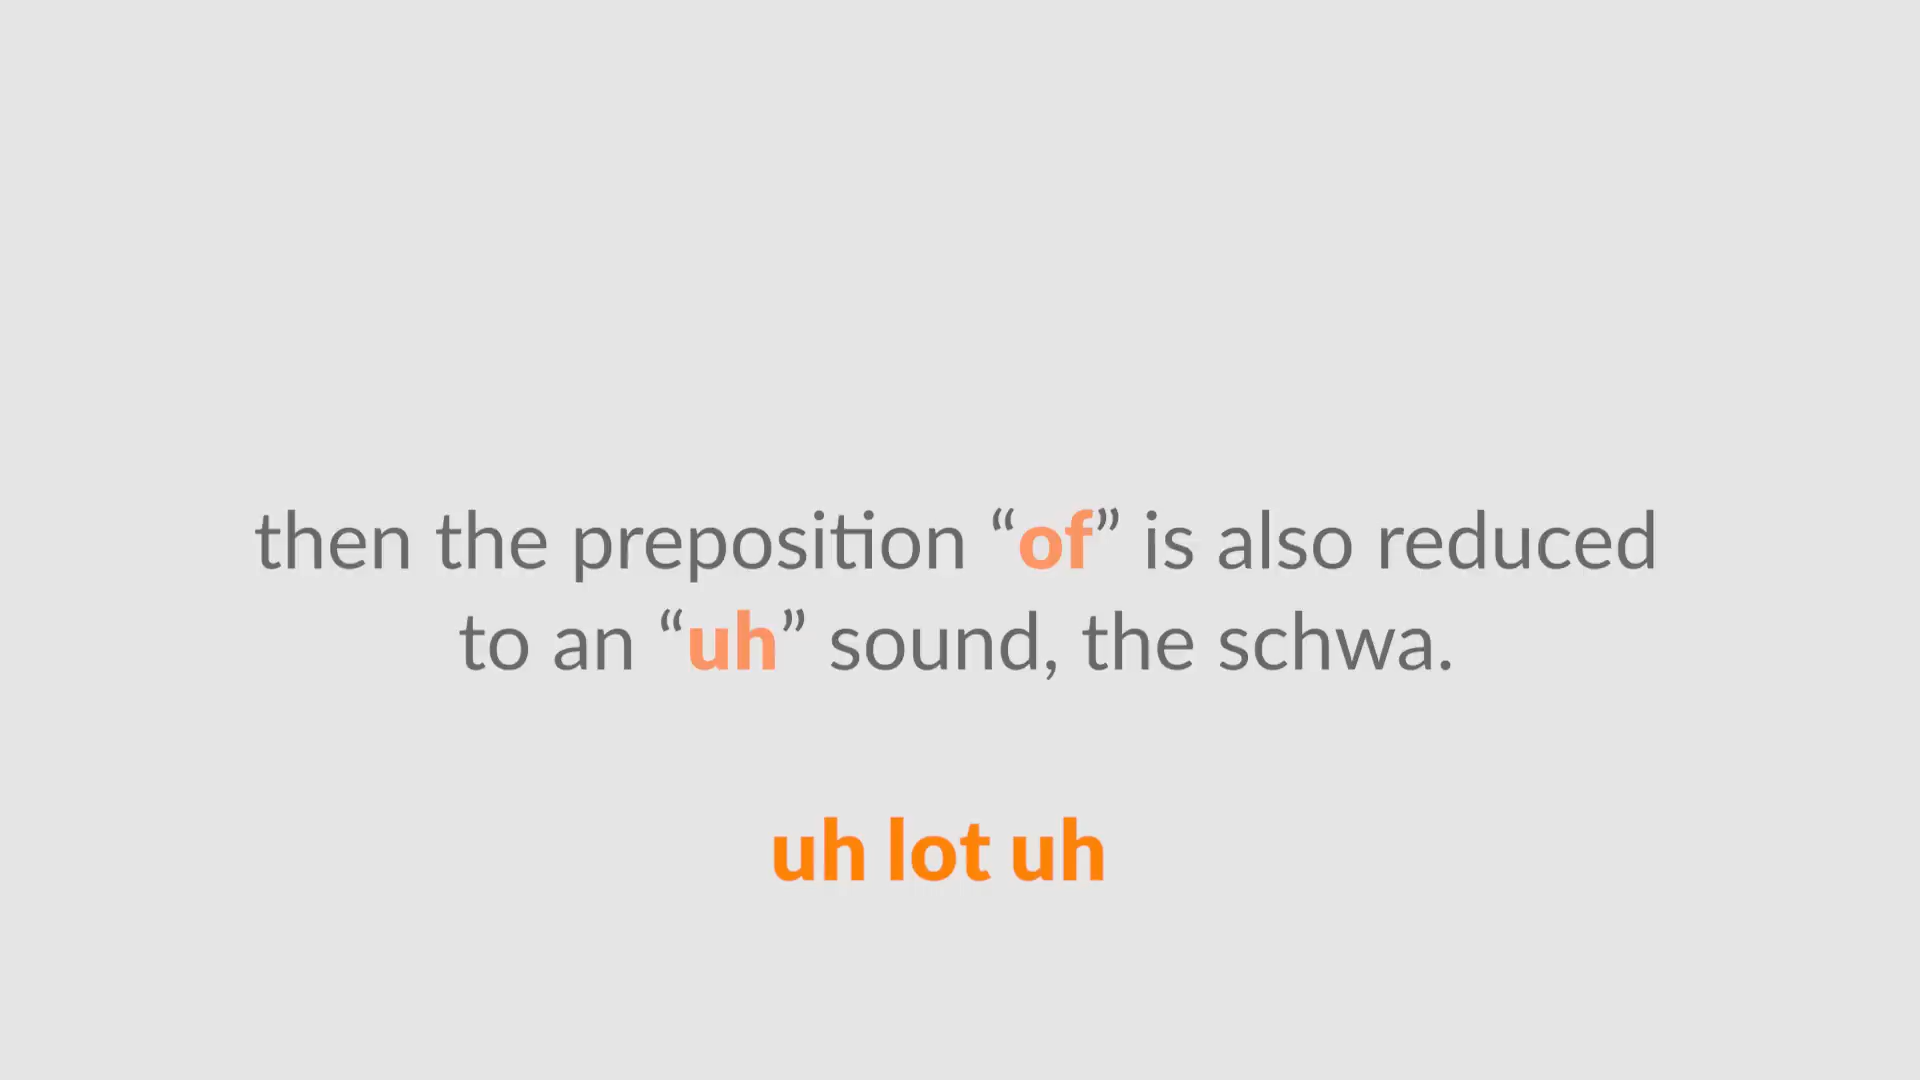 then the preposition “of” is also reduced
to an “uh” sound, the schwa.
uh lot uh